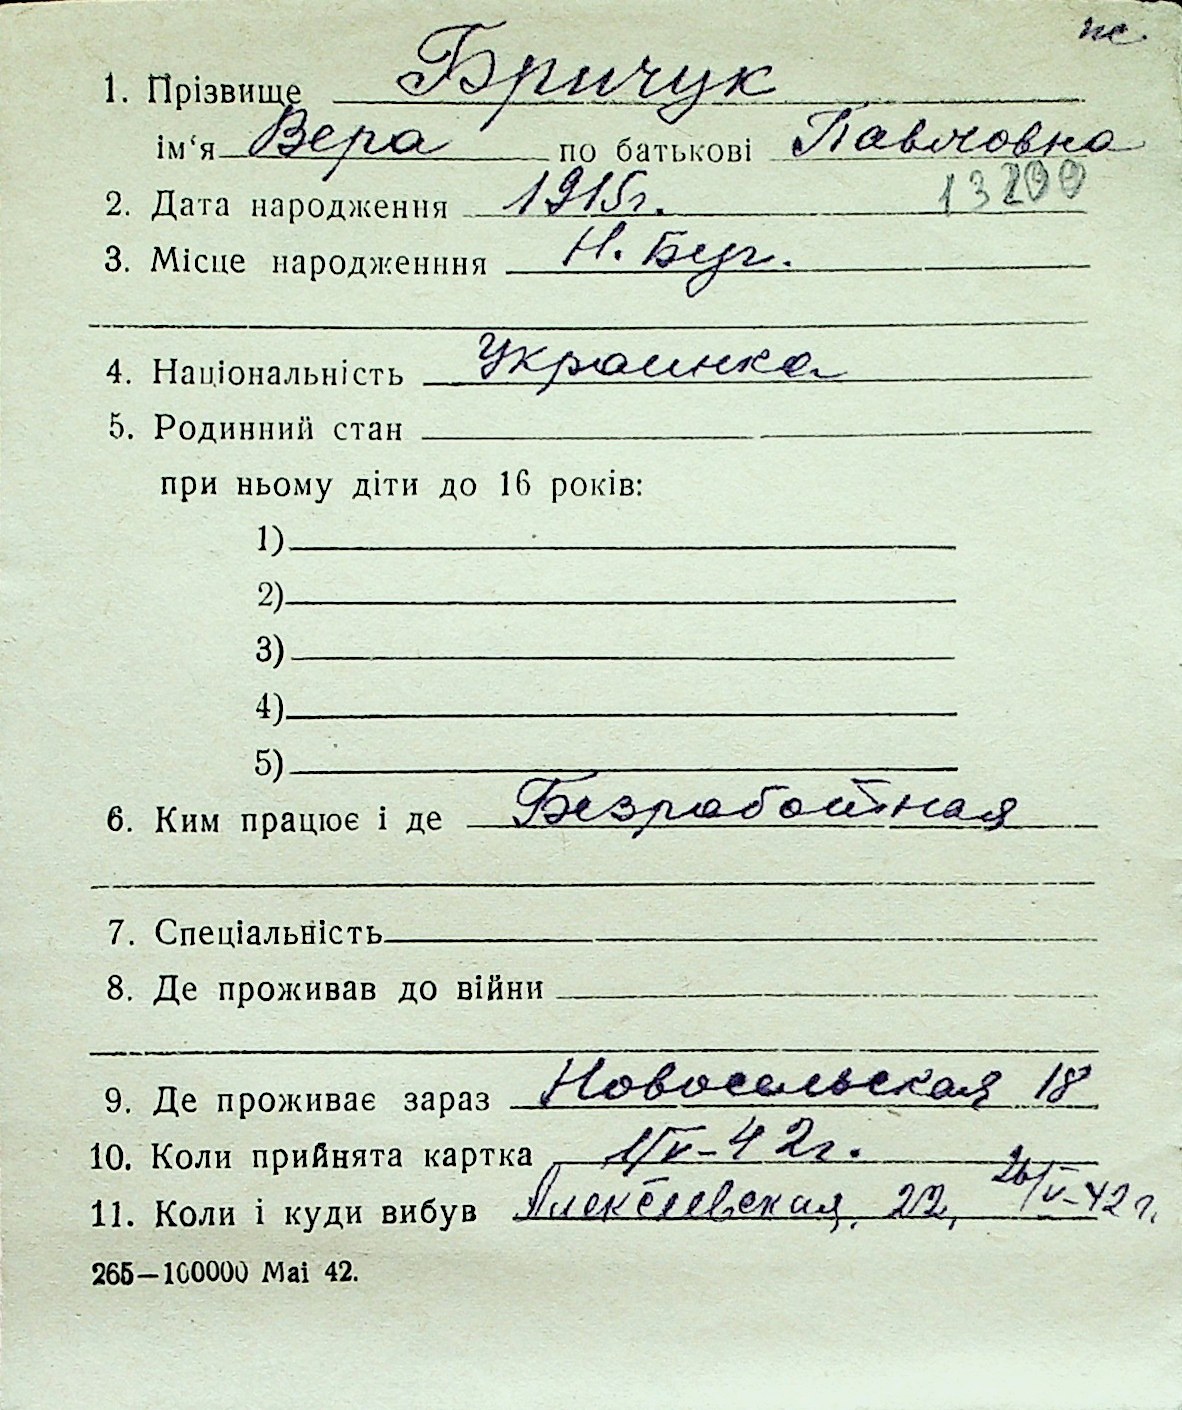 пс.
1. Прізвище Бричук
ім‘я Вера по батькові Павловна
2. Дата народження 1915г. 13200
3. Місце народженння Н. Буг.
4. Національність Украинка
5. Родинний стан
при ньому діти до 16 років:
1)
2)
3)
4)
5)
6. Ким працює і де Безработная
7. Спеціальність
8. Де проживав до війни
9. Де проживає зараз Новосельская 18
10. Коли прийнята картка 1/V-42г.
11. Коли і куди вибув Алексеевская, 22, 26/V-42г.
265—100000 Mai 42.